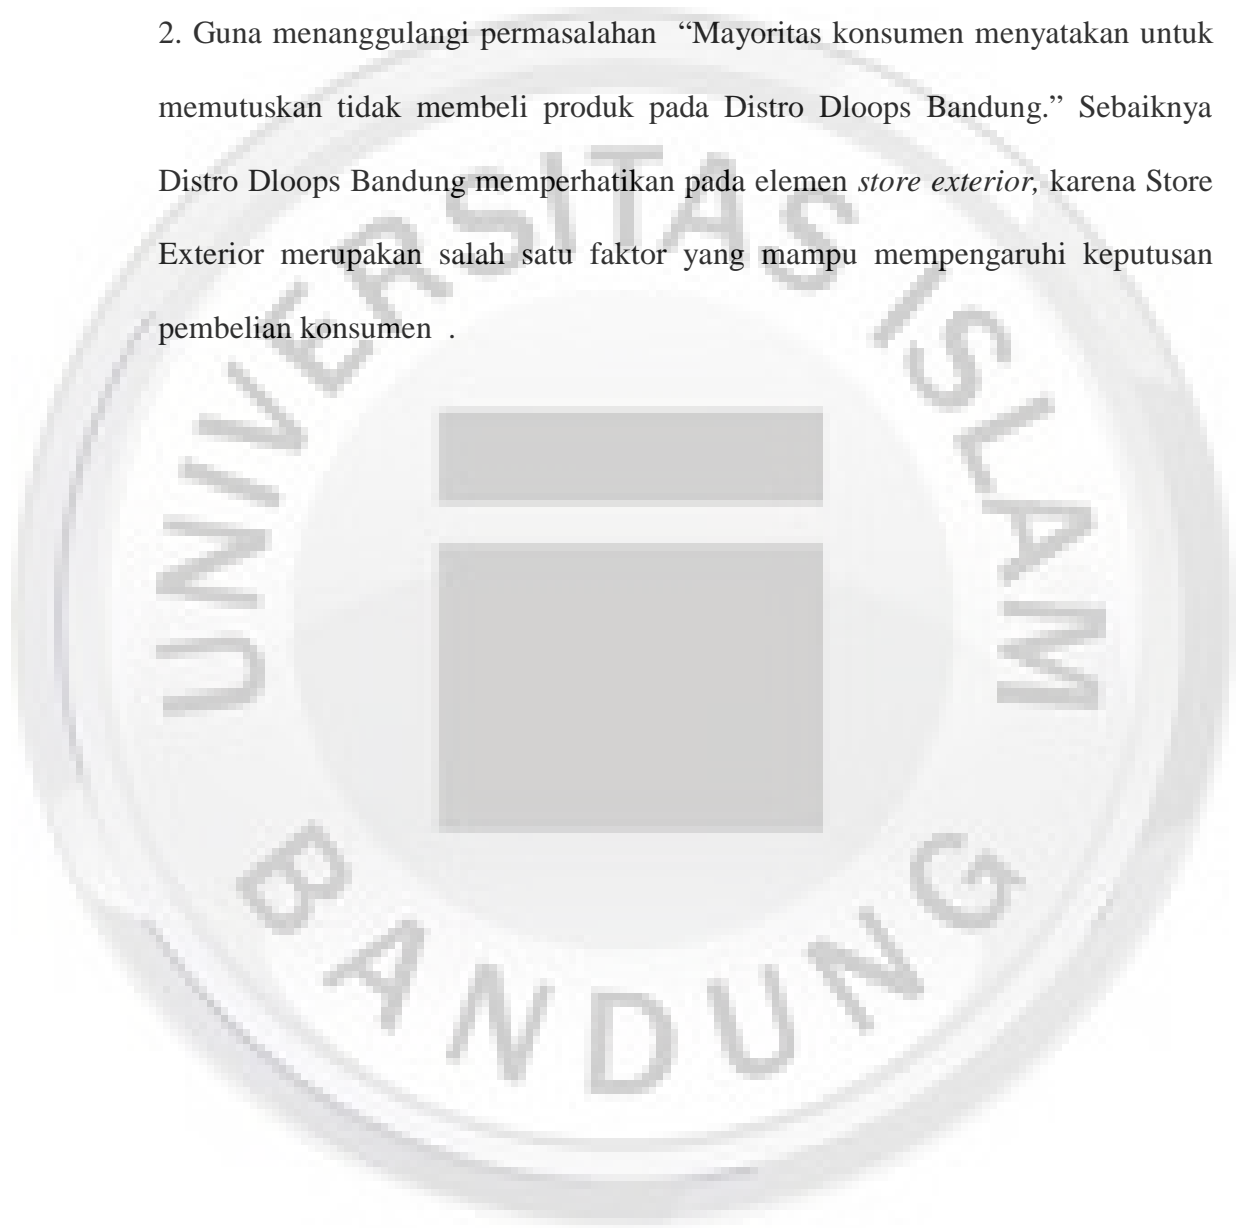 2. Guna menanggulangi permasalahan “Mayoritas konsumen menyatakan untuk
memutuskan tidak membeli produk pada Distro Dloops Bandung.” Sebaiknya
Distro Dloops Bandung memperhatikan pada elemen store exterior, karena Store
Exterior merupakan salah satu faktor yang mampu mempengaruhi keputusan
pembelian konsumen .
UNIVERSITAS ISLAM
BANDUNG